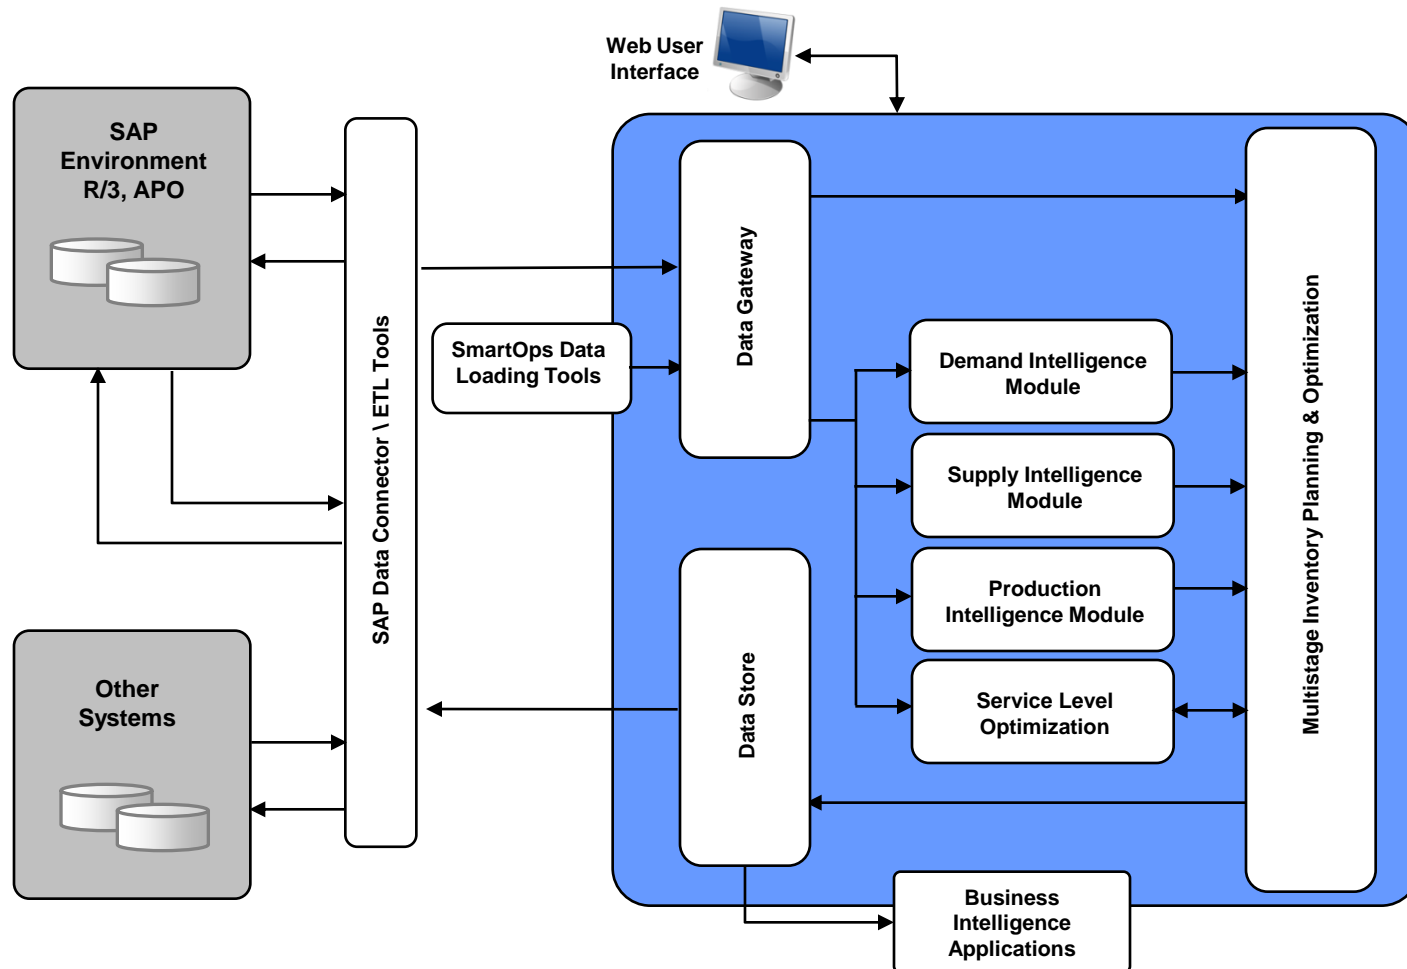 Web User
Interface
SAP
Environment
R/3, APO
SAP Data Connector \ ETL Tools
SmartOps Data
Loading Tools
Data Gateway
Demand Intelligence
Module
Supply Intelligence
Module
Production
Intelligence Module
Service Level
Optimization
Multistage Inventory Planning & Optimization
Other
Systems
Data Store
Business
Intelligence
Applications